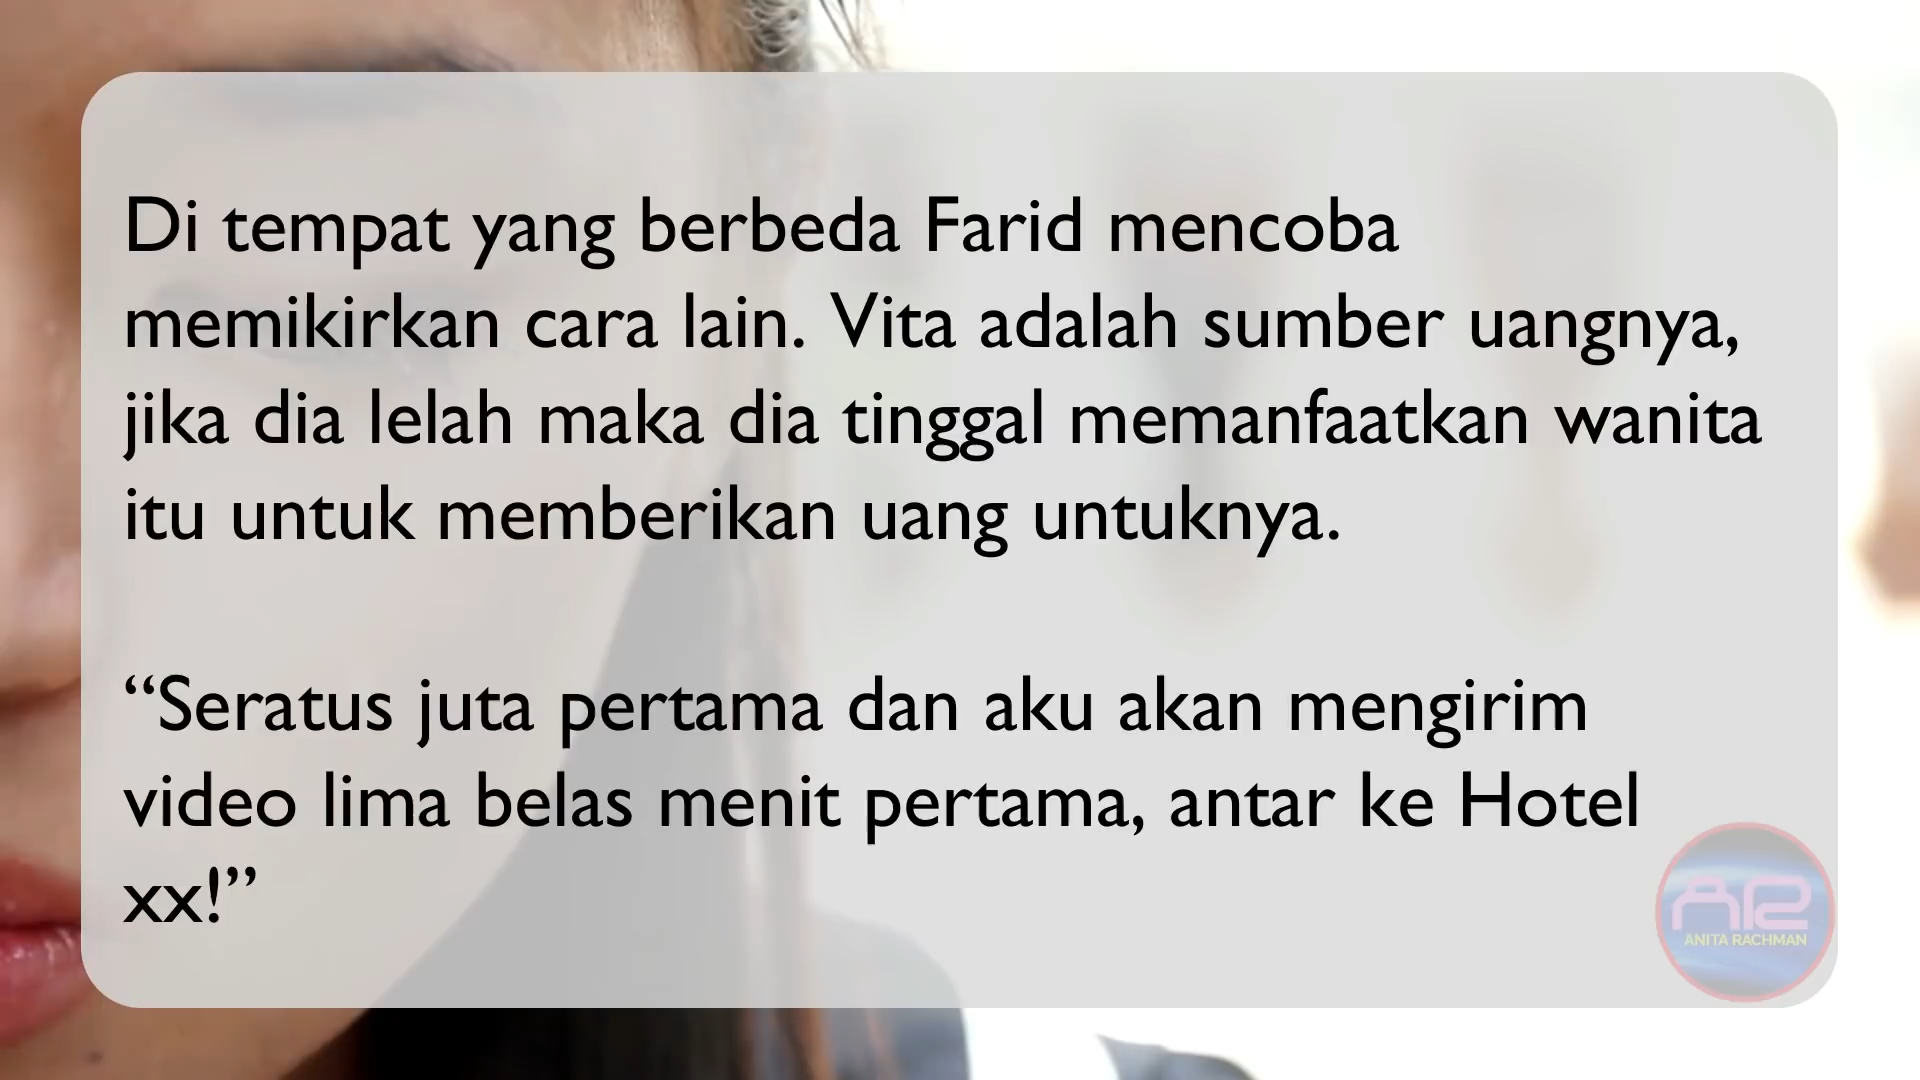 Di tempat yang berbeda Farid mencoba
memikirkan cara lain. Vita adalah sumber uangnya,
jika dia lelah maka dia tinggal memanfaatkan wanita
itu untuk memberikan uang untuknya.
“Seratus juta pertama dan aku akan mengirim
video lima belas menit pertama, antar ke Hotel
xx!”
AR
ANITA RACHMAN